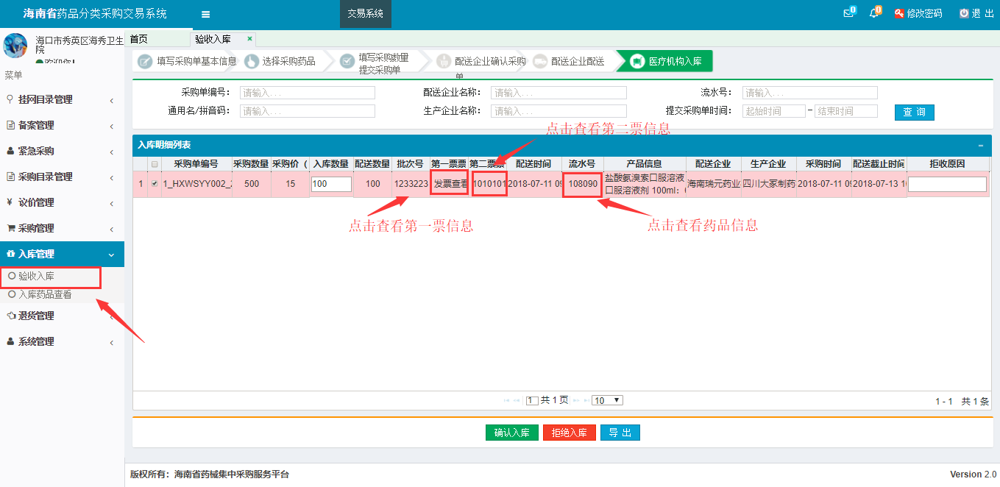 海南省药品分类采购交易系统
交易系统
0
0
修改密码
退 出
海口市秀英区海秀卫生院
菜单
挂网目录管理
备案管理
紧急采购
采购目录管理
议价管理
采购管理
入库管理
验收入库
入库药品查看
退货管理
系统管理
首页
验收入库 ×
填写采购单基本信息
选择采购药品
填写采购数量
提交采购单
配送企业确认采购单
配送企业配送
医疗机构入库
采购单编号： 请输入...
配送企业名称： 请输入...
流水号： 请输入...
通用名/拼音码： 请输入...
生产企业名称： 请输入...
提交采购单时间： 起始时间 - 结束时间
查 询
点击查看第二票信息
入库明细列表
采购单编号 采购数量 采购价（ 入库数量 配送数量 批次号 第一票票 第二票票 配送时间 流水号 产品信息 配送企业 生产企业 采购时间 配送截止时间 拒收原因
1 1_HXWSYY002_2 500 15 100 100 1233223 发票查看 1010101 2018-07-11 09 108090 盐酸氨溴索口服溶液 海南瑞元药业 四川大冢制药 2018-07-11 09 2018-07-13 10
口服溶液剂 100ml：
点击查看第一票信息
点击查看药品信息
1 共 1 页
10
1 - 1 共 1 条
确认入库
拒绝入库
导 出
版权所有：海南省药械集中采购服务平台
Version 2.0